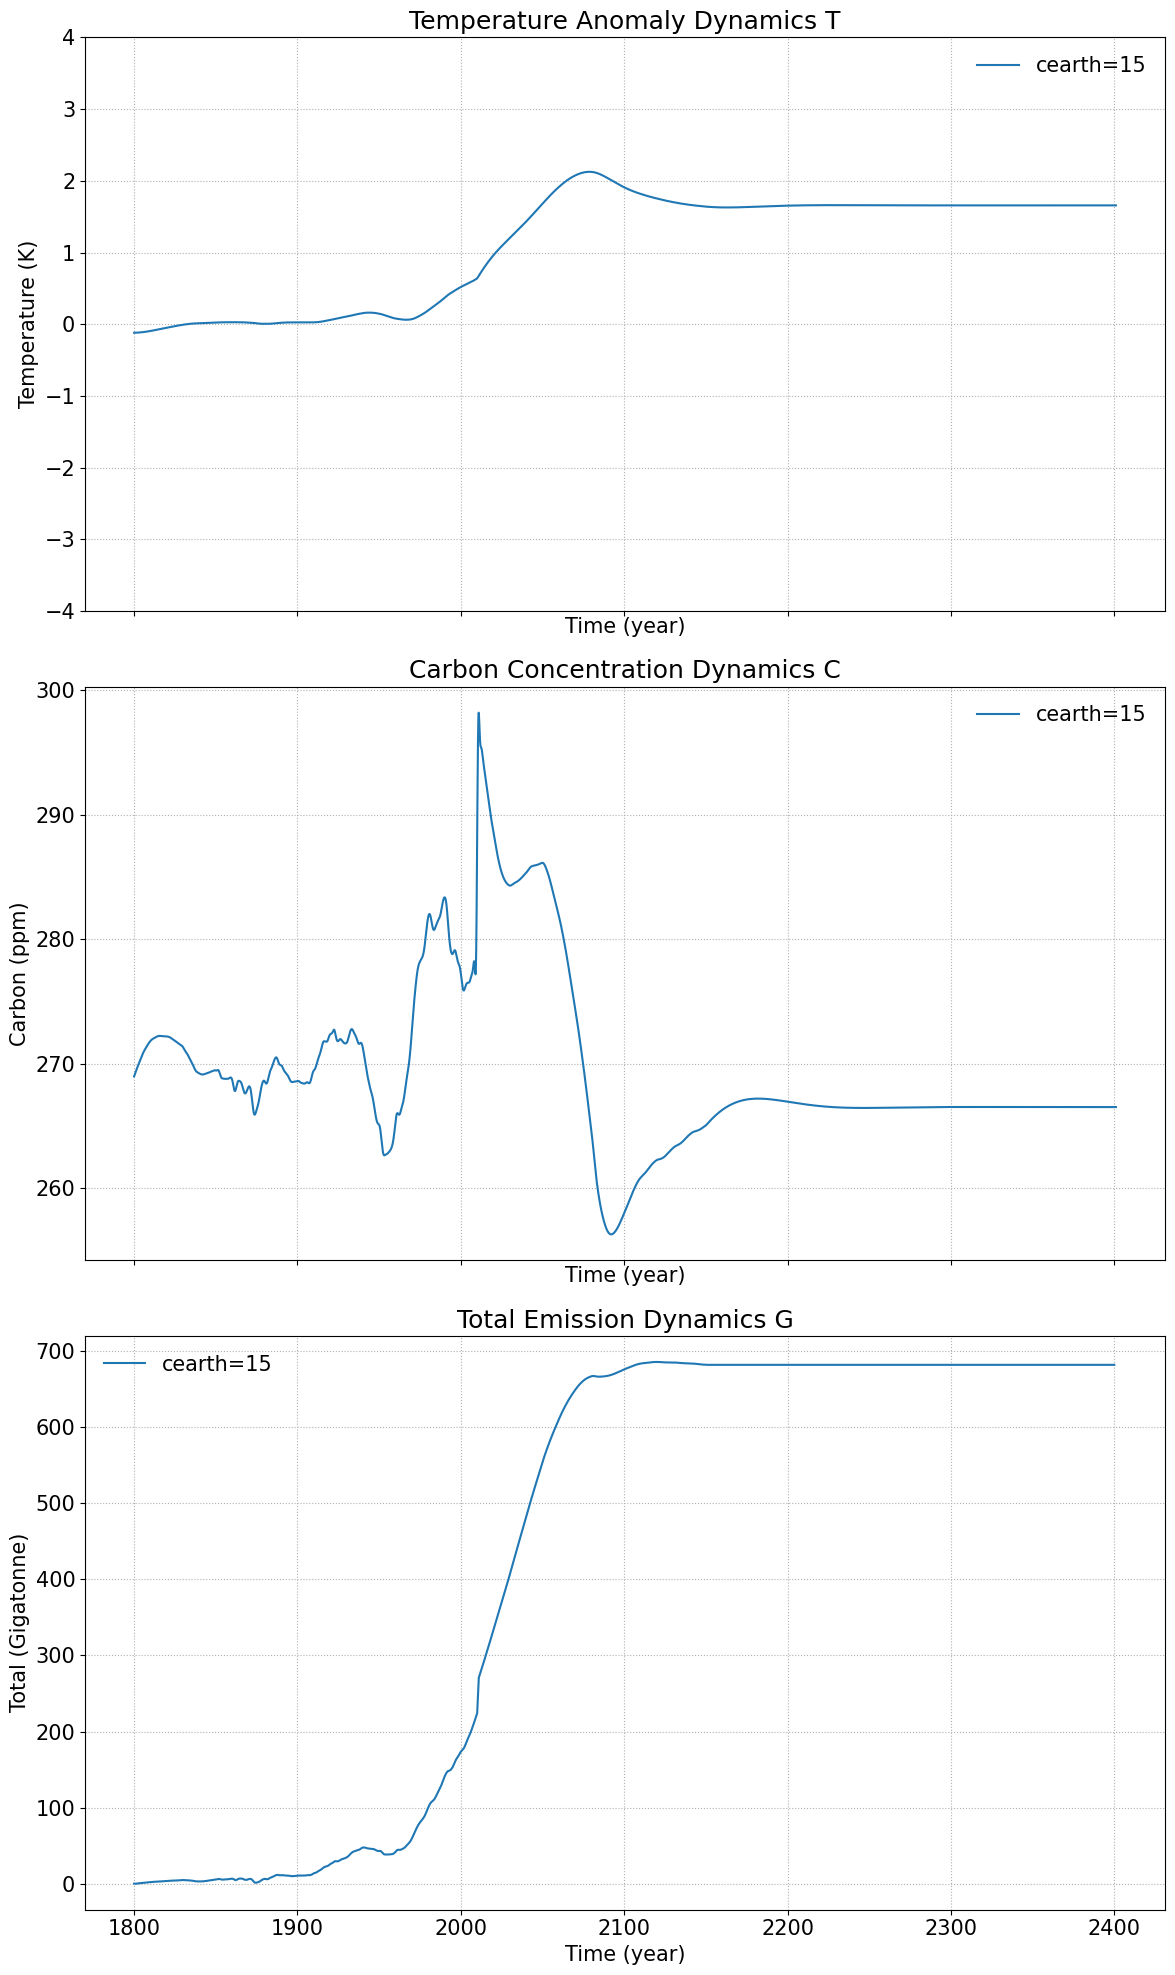 Temperature Anomaly Dynamics T
cearth=15
4
3
2
1
0
−1
−2
−3
−4
Temperature (K)
Time (year)
Carbon Concentration Dynamics C
cearth=15
300
290
280
270
260
Carbon (ppm)
Time (year)
Total Emission Dynamics G
cearth=15
700
600
500
400
300
200
100
0
Total (Gigatonne)
1800 1900 2000 2100 2200 2300 2400
Time (year)